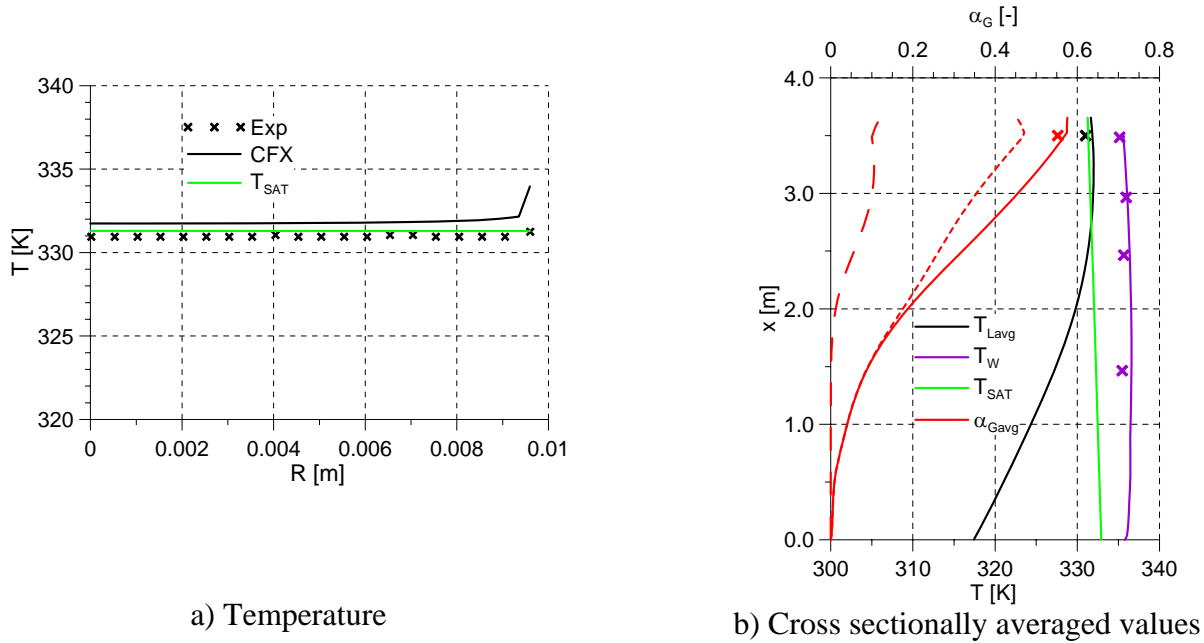 340
335
330
325
320
T [K]
Exp
CFX
T_SAT
0
0.002
0.004
0.006
0.008
0.01
R [m]
a) Temperature
α_G [-]
0
0.2
0.4
0.6
0.8
4.0
3.0
2.0
1.0
0.0
x [m]
T_Lavg
T_W
T_SAT
α_Gavg
300
310
320
330
340
T [K]
b) Cross sectionally averaged values